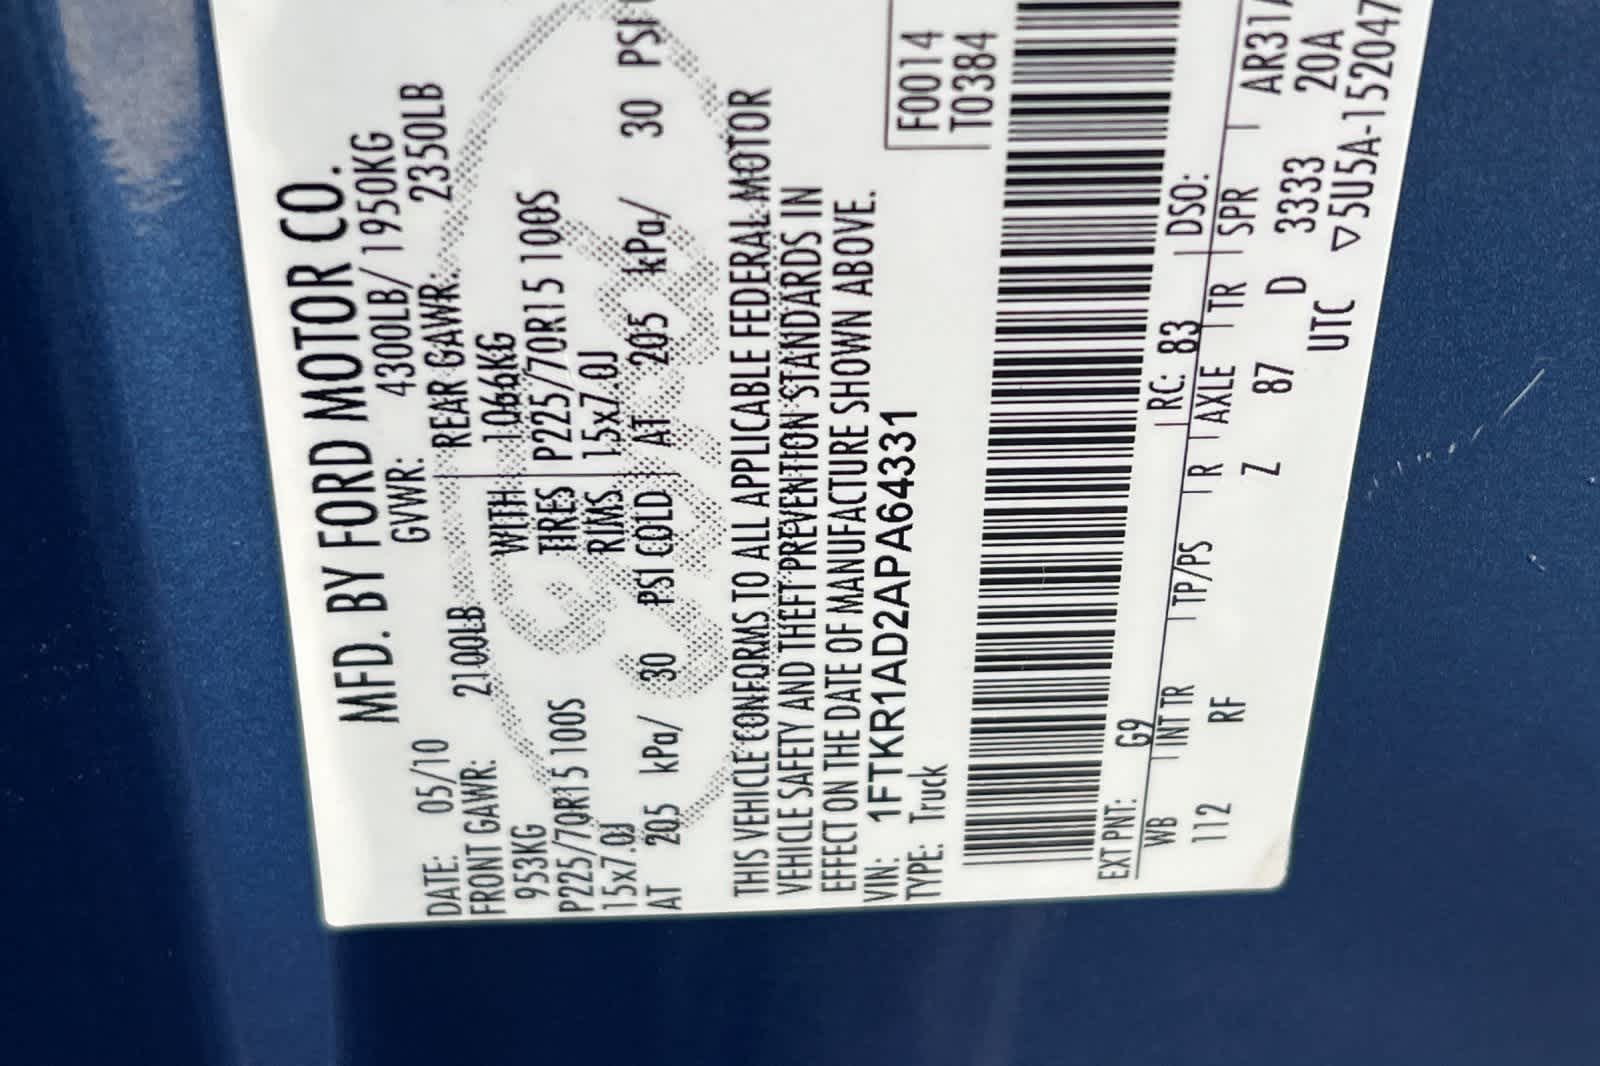 MFD. BY FORD MOTOR CO.
DATE: 05/10 GVWR: 4300LB/ 1950KG
FRONT GAWR: 2100LB REAR GAWR: 2350LB
953KG WITH 1066KG
P225/70R15 100S TIRES P225/70R15 100S
15x7.0J RIMS 15x7.0J
AT 205 kPa/ 30 PSI COLD AT 205 kPa/ 30 PSI
THIS VEHICLE CONFORMS TO ALL APPLICABLE FEDERAL MOTOR
VEHICLE SAFETY AND THEFT PREVENTION STANDARDS IN
EFFECT ON THE DATE OF MANUFACTURE SHOWN ABOVE.
VIN: 1FTKR1AD2APA64331
TYPE: Truck
F0014
T0384
EXT PNT: G9 RC: 83 DSO:
WB INT TR TP/PS R AXLE TR SPR AR31
112 RF Z 87 D 3333 20A
UTC ▽5U5A-152047